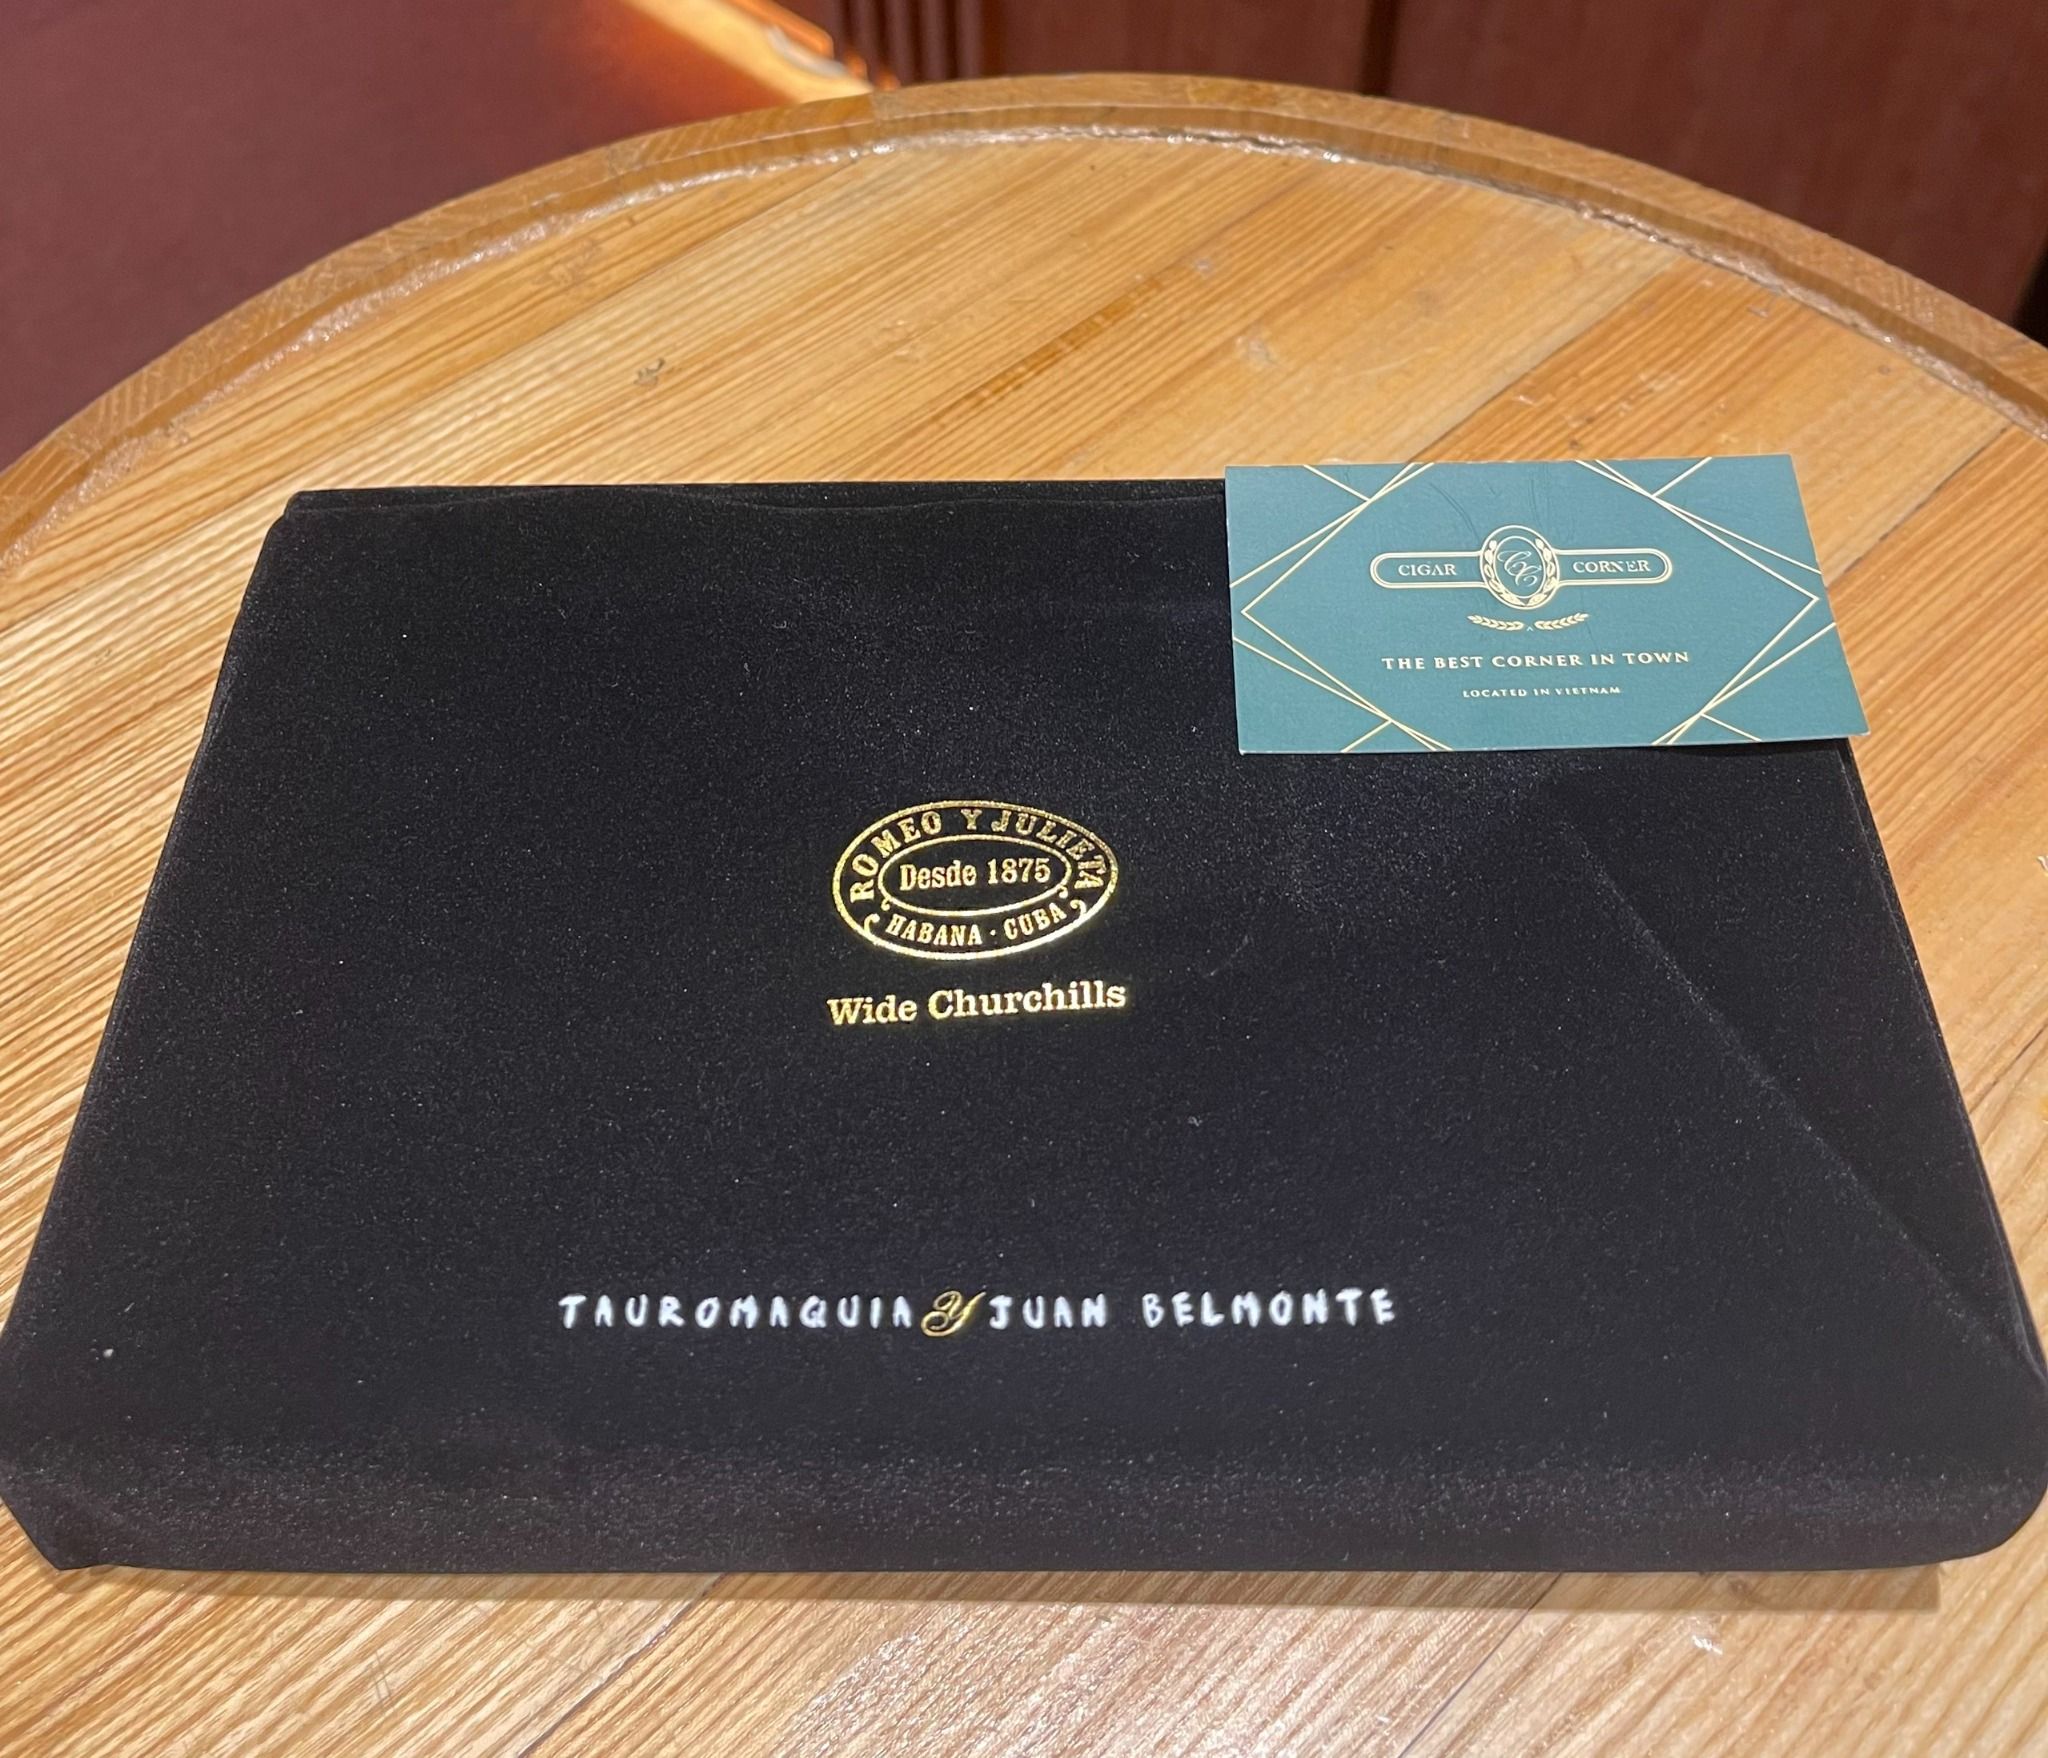 CIGAR CC CORNER
THE BEST CORNER IN TOWN
LOCATED IN VIETNAM
ROMEO Y JULIETA
Desde 1875
HABANA · CUBA
Wide Churchills
TAUROMAQUIA Y JUAN BELMONTE